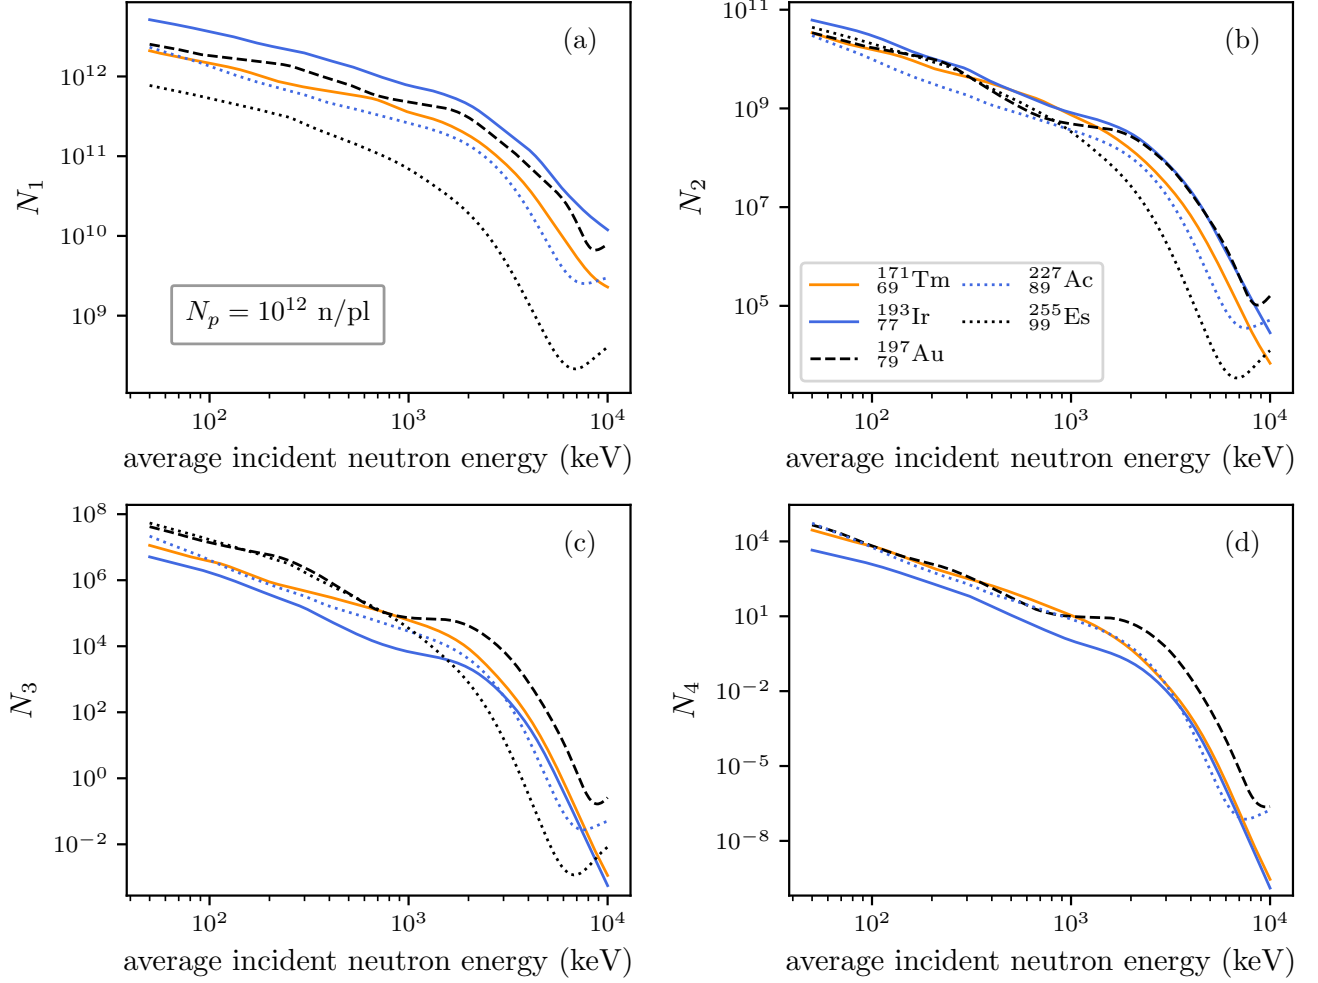 (a)
N₁
10¹²
10¹¹
10¹⁰
10⁹
Nₚ = 10¹² n/pl
10² 10³ 10⁴
average incident neutron energy (keV)
(b)
N₂
10¹¹
10⁹
10⁷
10⁵
¹⁷¹₆₉Tm ²²⁷₈₉Ac
¹⁹³₇₇Ir ²⁵⁵₉₉Es
¹⁹⁷₇₉Au
10² 10³ 10⁴
average incident neutron energy (keV)
(c)
N₃
10⁸
10⁶
10⁴
10²
10⁰
10⁻²
10² 10³ 10⁴
average incident neutron energy (keV)
(d)
N₄
10⁴
10¹
10⁻²
10⁻⁵
10⁻⁸
10² 10³ 10⁴
average incident neutron energy (keV)